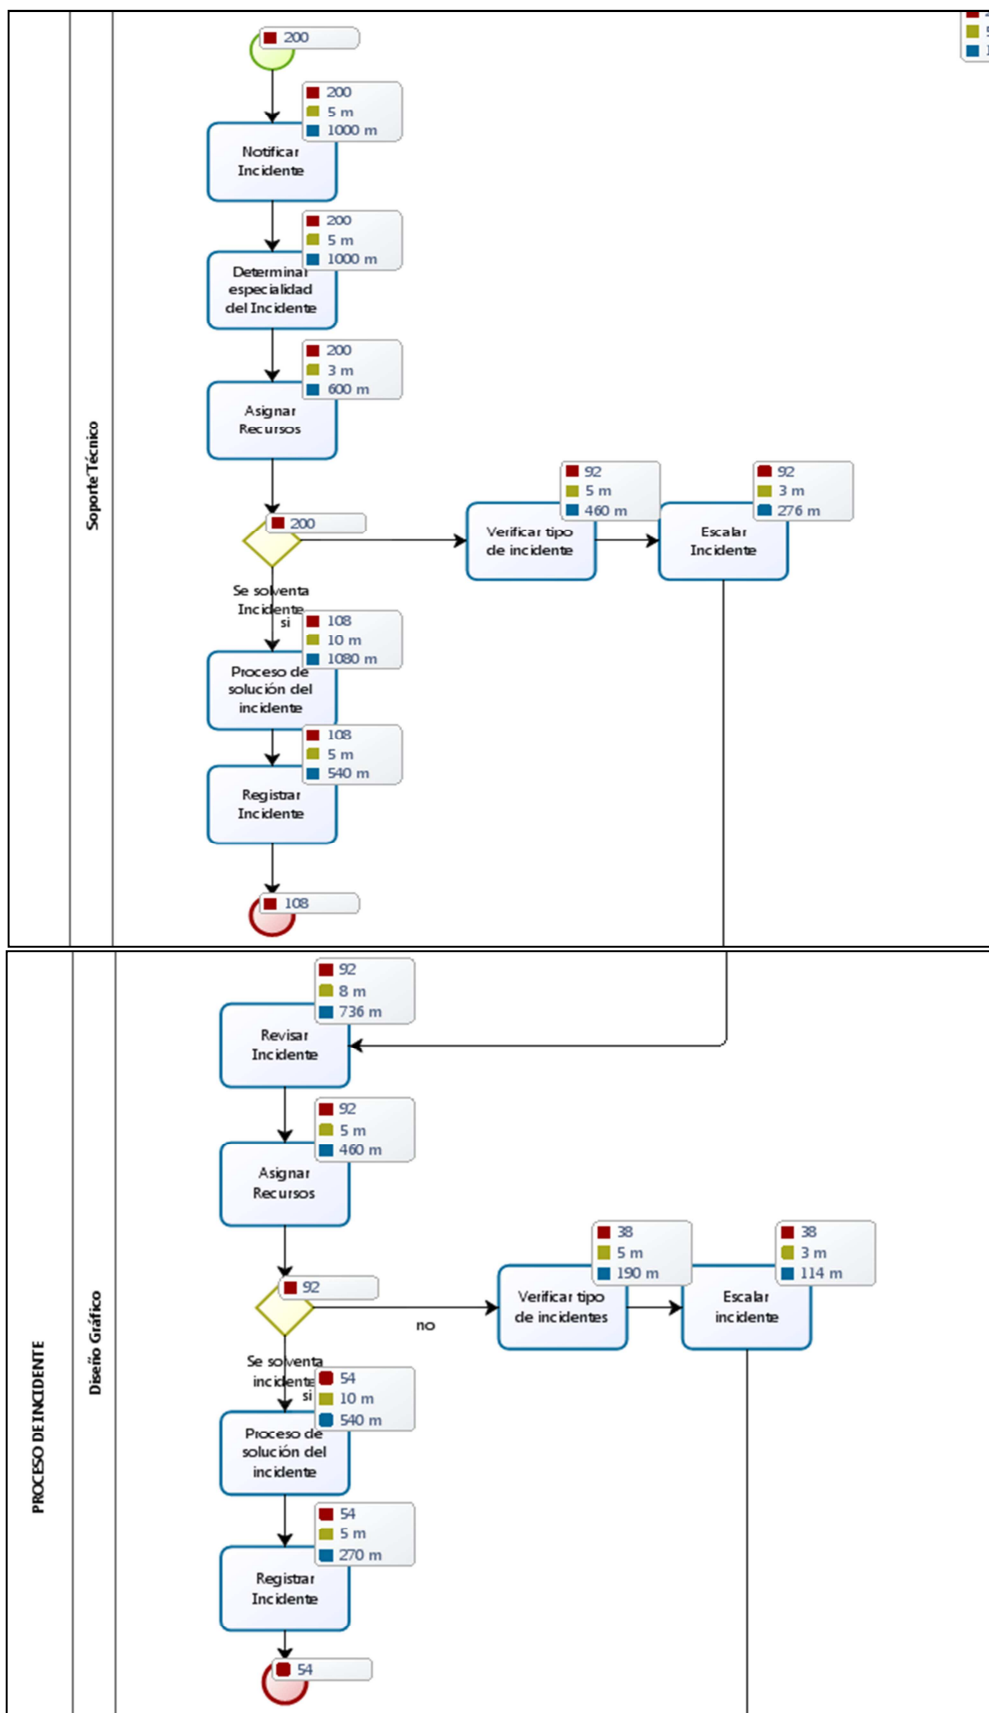 200
200
5 m
1000 m
Notificar
Incidente
200
5 m
1000 m
Determinar
especialidad
del Incidente
200
3 m
600 m
Asignar
Recursos
Soporte Técnico
200
92
5 m
460 m
Verificar tipo
de incidente
92
3 m
276 m
Escalar
Incidente
Se solventa
Incidente
si
108
10 m
1080 m
Proceso de
solución del
incidente
108
5 m
540 m
Registrar
Incidente
108
92
8 m
736 m
Revisar
Incidente
92
5 m
460 m
Asignar
Recursos
PROCESO DE INCIDENTE
Diseño Gráfico
92
no
38
5 m
190 m
Verificar tipo
de incidentes
38
3 m
114 m
Escalar
incidente
Se solventa
incidente
si
54
10 m
540 m
Proceso de
solución del
incidente
54
5 m
270 m
Registrar
Incidente
54